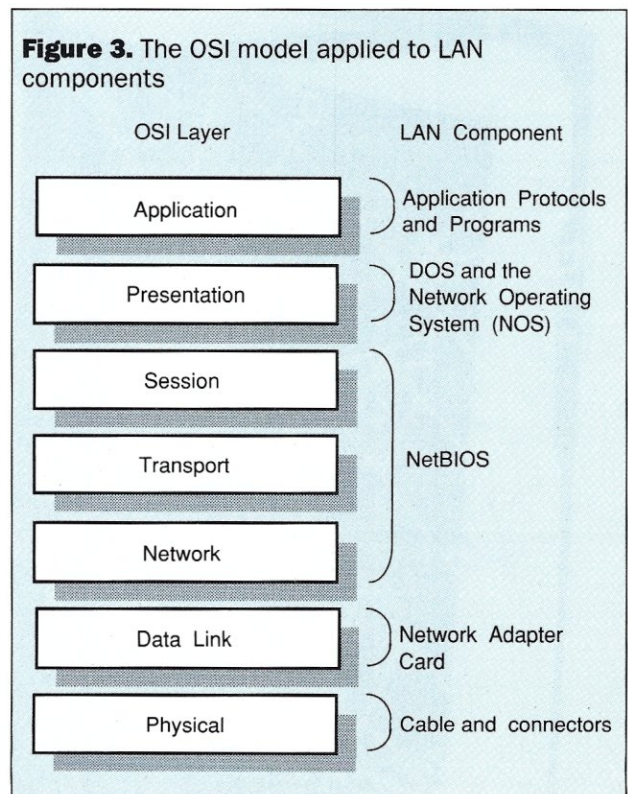 Figure 3. The OSI model applied to LAN
components
OSI Layer
LAN Component
Application
Application Protocols
and Programs
Presentation
DOS and the
Network Operating
System (NOS)
Session
Transport
NetBIOS
Network
Data Link
Network Adapter
Card
Physical
Cable and connectors